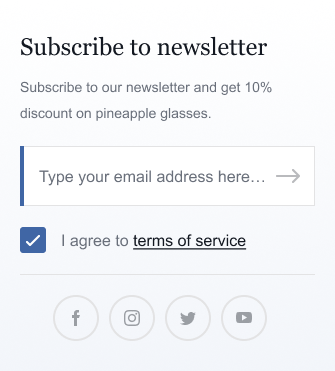 Subscribe to newsletter
Subscribe to our newsletter and get 10%
discount on pineapple glasses.
Type your email address here…
I agree to terms of service